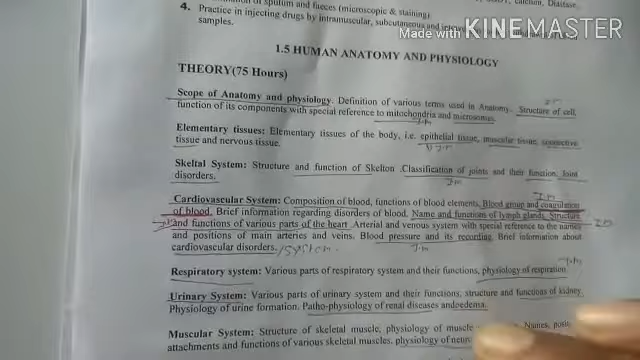 of sputum and faeces (microscopic & staining)
4. Practice in injecting drugs by intramuscular, subcutaneous and
samples.
Made with KINEMASTER
1.5 HUMAN ANATOMY AND PHYSIOLOGY
THEORY(75 Hours)
Scope of Anatomy and physiology. Definition of various terms used in Anatomy. Structure of cell,
function of its components with special reference to mitochondria and microsomes.
Elementary tissues: Elementary tissues of the body, i.e. epithelial tissue, muscular tissue, connective
tissue and nervous tissue.
Skeltal System: Structure and function of Skelton .Classification of joints and their function. Joint
disorders.
Cardiovascular System: Composition of blood, functions of blood elements. Blood group and coagulation
of blood. Brief information regarding disorders of blood. Name and functions of lymph glands. Structure
and functions of various parts of the heart .Arterial and venous system with special reference to the names
and positions of main arteries and veins. Blood pressure and its recording. Brief information about
cardiovascular disorders. /System.
Respiratory system: Various parts of respiratory system and their functions, physiology of respiration
Urinary System: Various parts of urinary system and their functions, structure and functions of kidney.
Physiology of urine formation. Patho-physiology of renal diseases andoedema.
Muscular System: Structure of skeletal muscle, physiology of muscle
attachments and functions of various skeletal muscles. physiology of